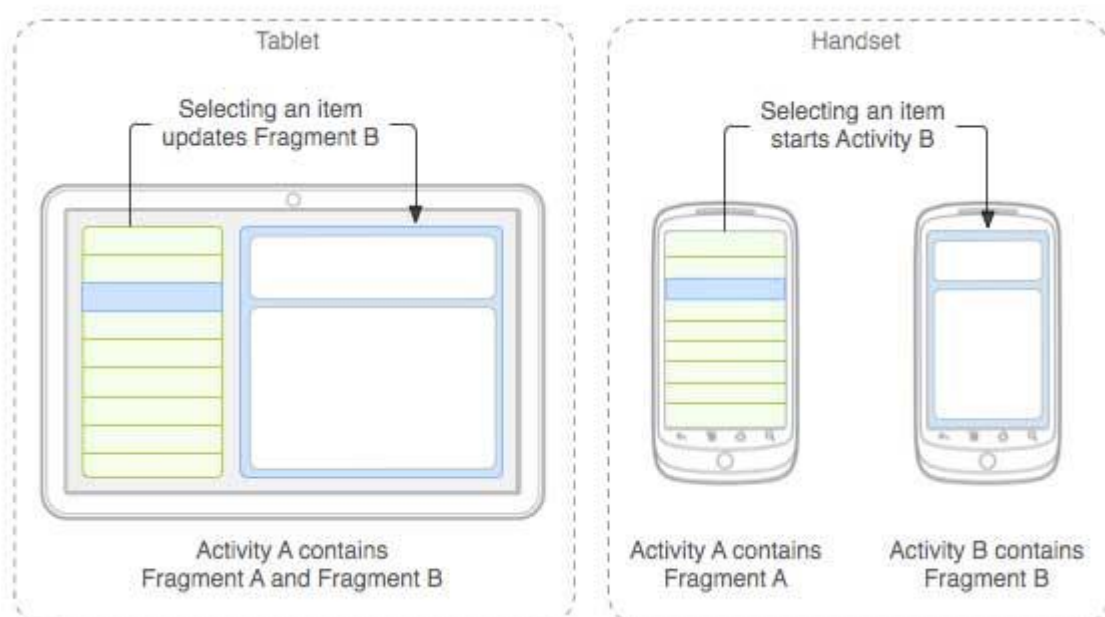 Tablet
Selecting an item
updates Fragment B
Activity A contains
Fragment A and Fragment B
Handset
Selecting an item
starts Activity B
Activity A contains
Fragment A
Activity B contains
Fragment B